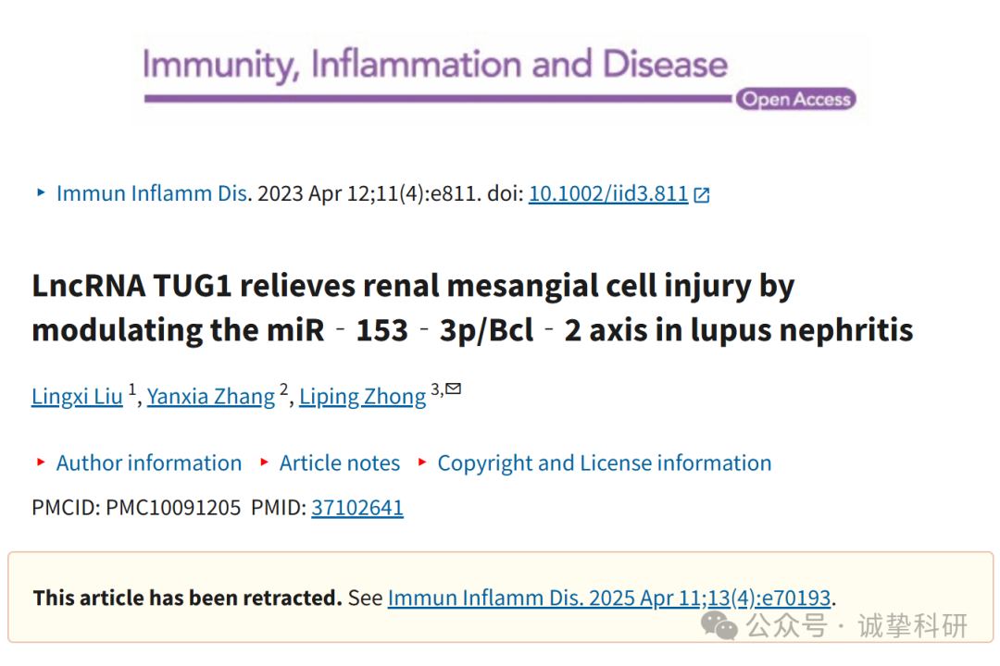 Immunity, Inflammation and Disease
Open Access
Immun Inflamm Dis. 2023 Apr 12;11(4):e811. doi: 10.1002/iid3.811
LncRNA TUG1 relieves renal mesangial cell injury by
modulating the miR‐153‐3p/Bcl‐2 axis in lupus nephritis
Lingxi Liu 1, Yanxia Zhang 2, Liping Zhong 3,✉
Author information Article notes Copyright and License information
PMCID: PMC10091205 PMID: 37102641
This article has been retracted. See Immun Inflamm Dis. 2025 Apr 11;13(4):e70193.
公众号 · 诚挚科研